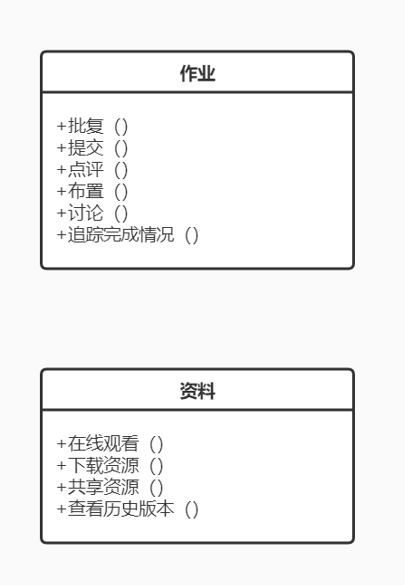 作业
+批复（）
+提交（）
+点评（）
+布置（）
+讨论（）
+追踪完成情况（）
资料
+在线观看（）
+下载资源（）
+共享资源（）
+查看历史版本（）